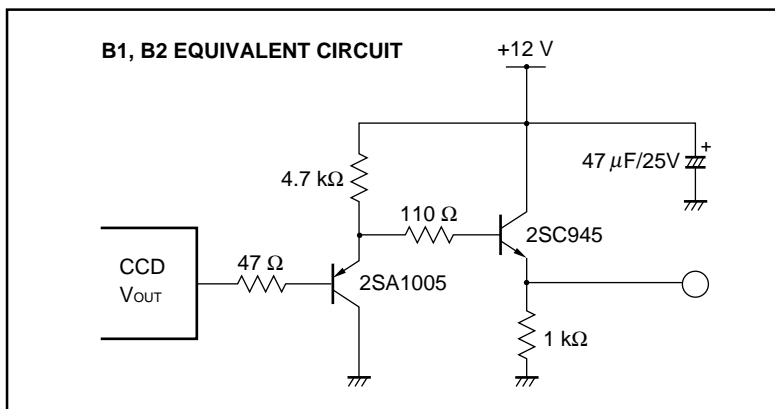 B1, B2 EQUIVALENT CIRCUIT
+12 V
4.7 kΩ
47 μF/25V
+
110 Ω
2SC945
47 Ω
CCD
VOUT
2SA1005
1 kΩ